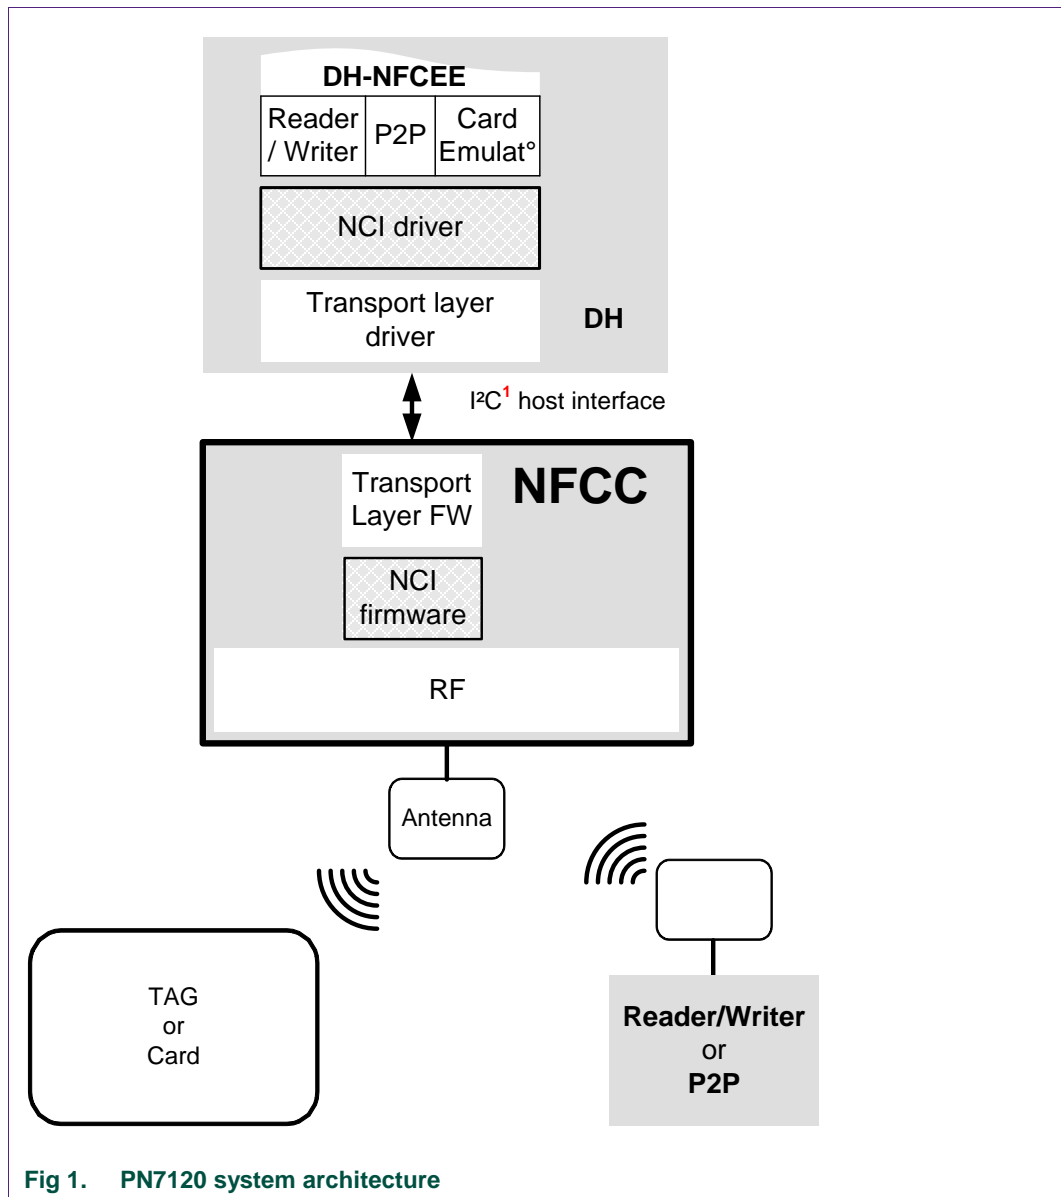 DH-NFCEE
Reader
/ Writer
P2P
Card
Emulat°
NCI driver
Transport layer
driver
DH
I²C¹ host interface
NFCC
Transport
Layer FW
NCI
firmware
RF
Antenna
TAG
or
Card
Reader/Writer
or
P2P
Fig 1. PN7120 system architecture